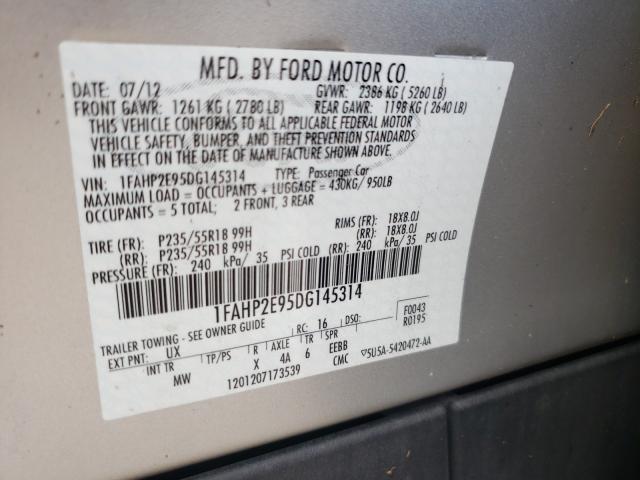 MFD. BY FORD MOTOR CO.
DATE: 07/12 GVWR: 2386 KG ( 5260 LB)
FRONT GAWR: 1261 KG ( 2780 LB) REAR GAWR: 1198 KG ( 2640 LB)
THIS VEHICLE CONFORMS TO ALL APPLICABLE FEDERAL MOTOR
VEHICLE SAFETY, BUMPER, AND THEFT PREVENTION STANDARDS
IN EFFECT ON THE DATE OF MANUFACTURE SHOWN ABOVE.
VIN: 1FAHP2E95DG145314 TYPE: Passenger Car
MAXIMUM LOAD = OCCUPANTS + LUGGAGE = 430KG/ 950LB
OCCUPANTS = 5 TOTAL; 2 FRONT, 3 REAR
TIRE (FR): P235/55R18 99H RIMS (FR): 18X8.0J
(RR): P235/55R18 99H (RR): 18X8.0J
PRESSURE (FR): 240 kPa/ 35 PSI COLD (RR): 240 kPa/ 35 PSI COLD
1FAHP2E95DG145314
TRAILER TOWING - SEE OWNER GUIDE RC: 16 DSO: F0043
R0195
EXT PNT: UX INT TR TP/PS R AXLE TR SPR
MW X 4A 6 EEBB
1201207173539 CMC ▽5U5A-5420472-AA